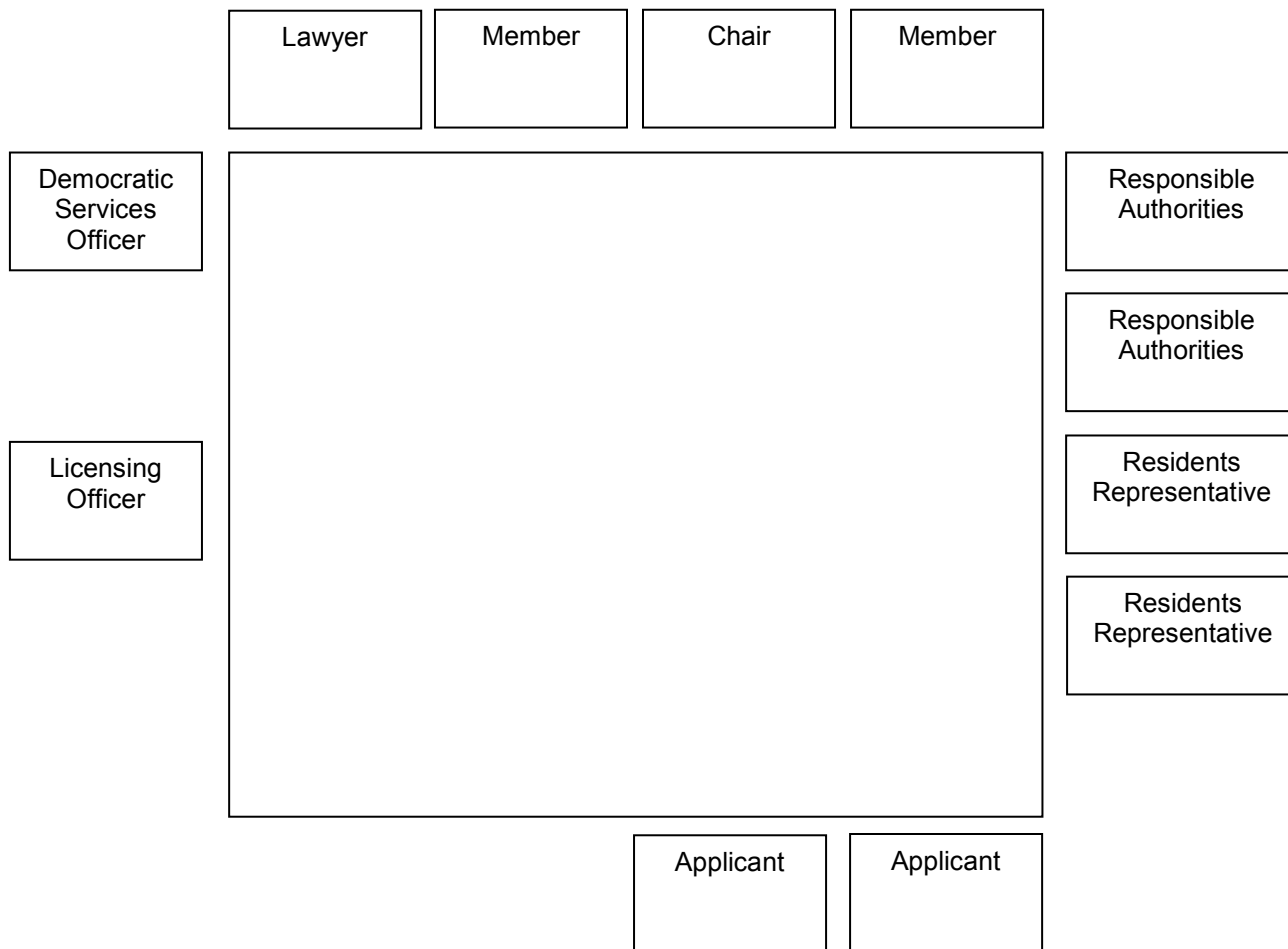 Lawyer
Member
Chair
Member
Democratic
Services
Officer
Responsible
Authorities
Responsible
Authorities
Licensing
Officer
Residents
Representative
Residents
Representative
Applicant
Applicant